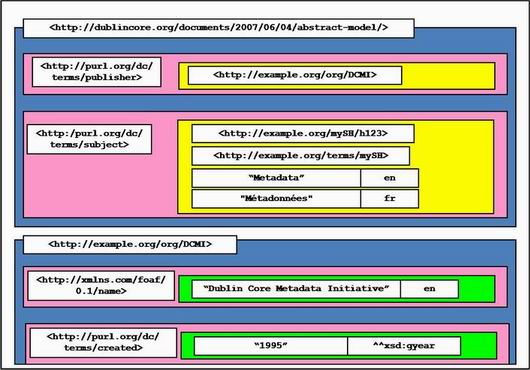 <http://dublincore.org/documents/2007/06/04/abstract-model/>
<http://purl.org/dc/
terms/publisher>
<http://example.org/org/DCMI>
<http:/purl.org/dc/
terms/subject>
<http://example.org/mySH/h123>
<http://example.org/terms/mySH>
“Metadata” en
"Métadonnées" fr
<http://example.org/org/DCMI>
<http://xmlns.com/foaf/
0.1/name>
“Dublin Core Metadata Initiative” en
<http://purl.org/dc/
terms/created>
“1995” ^^xsd:gyear